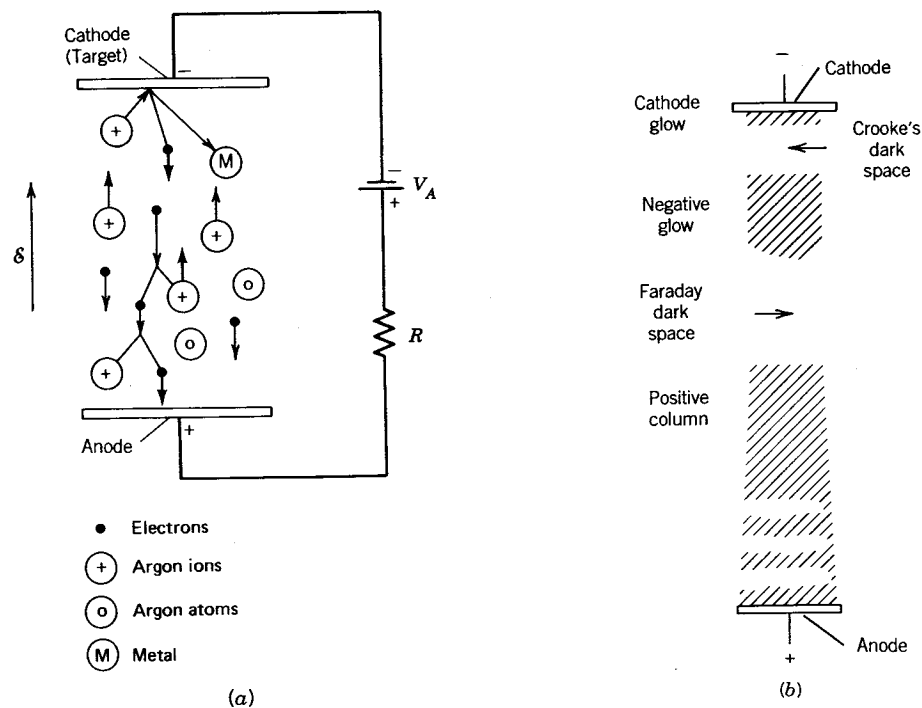 Cathode
(Target)
−
+
M
−
V_A
+
ℰ
+
+
+
o
R
o
+
+
Anode
Electrons
+ Argon ions
o Argon atoms
M Metal
(a)
−
Cathode
Cathode
glow
Crooke's
dark
space
Negative
glow
Faraday
dark
space
Positive
column
Anode
+
(b)